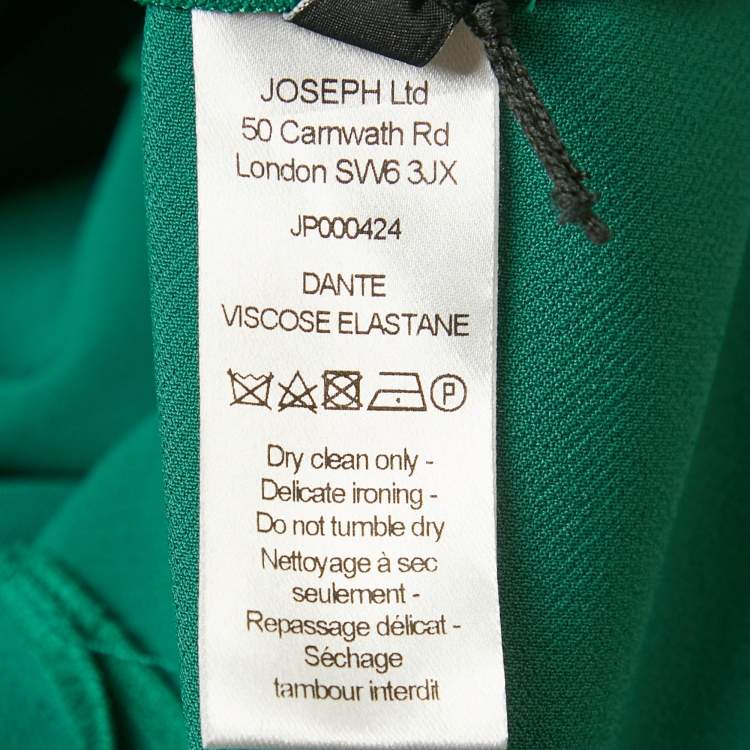 JOSEPH Ltd
50 Carnwath Rd
London SW6 3JX
JP000424
DANTE
VISCOSE ELASTANE
P
Dry clean only -
Delicate ironing -
Do not tumble dry
Nettoyage à sec
seulement -
Repassage délicat -
Séchage
tambour interdit